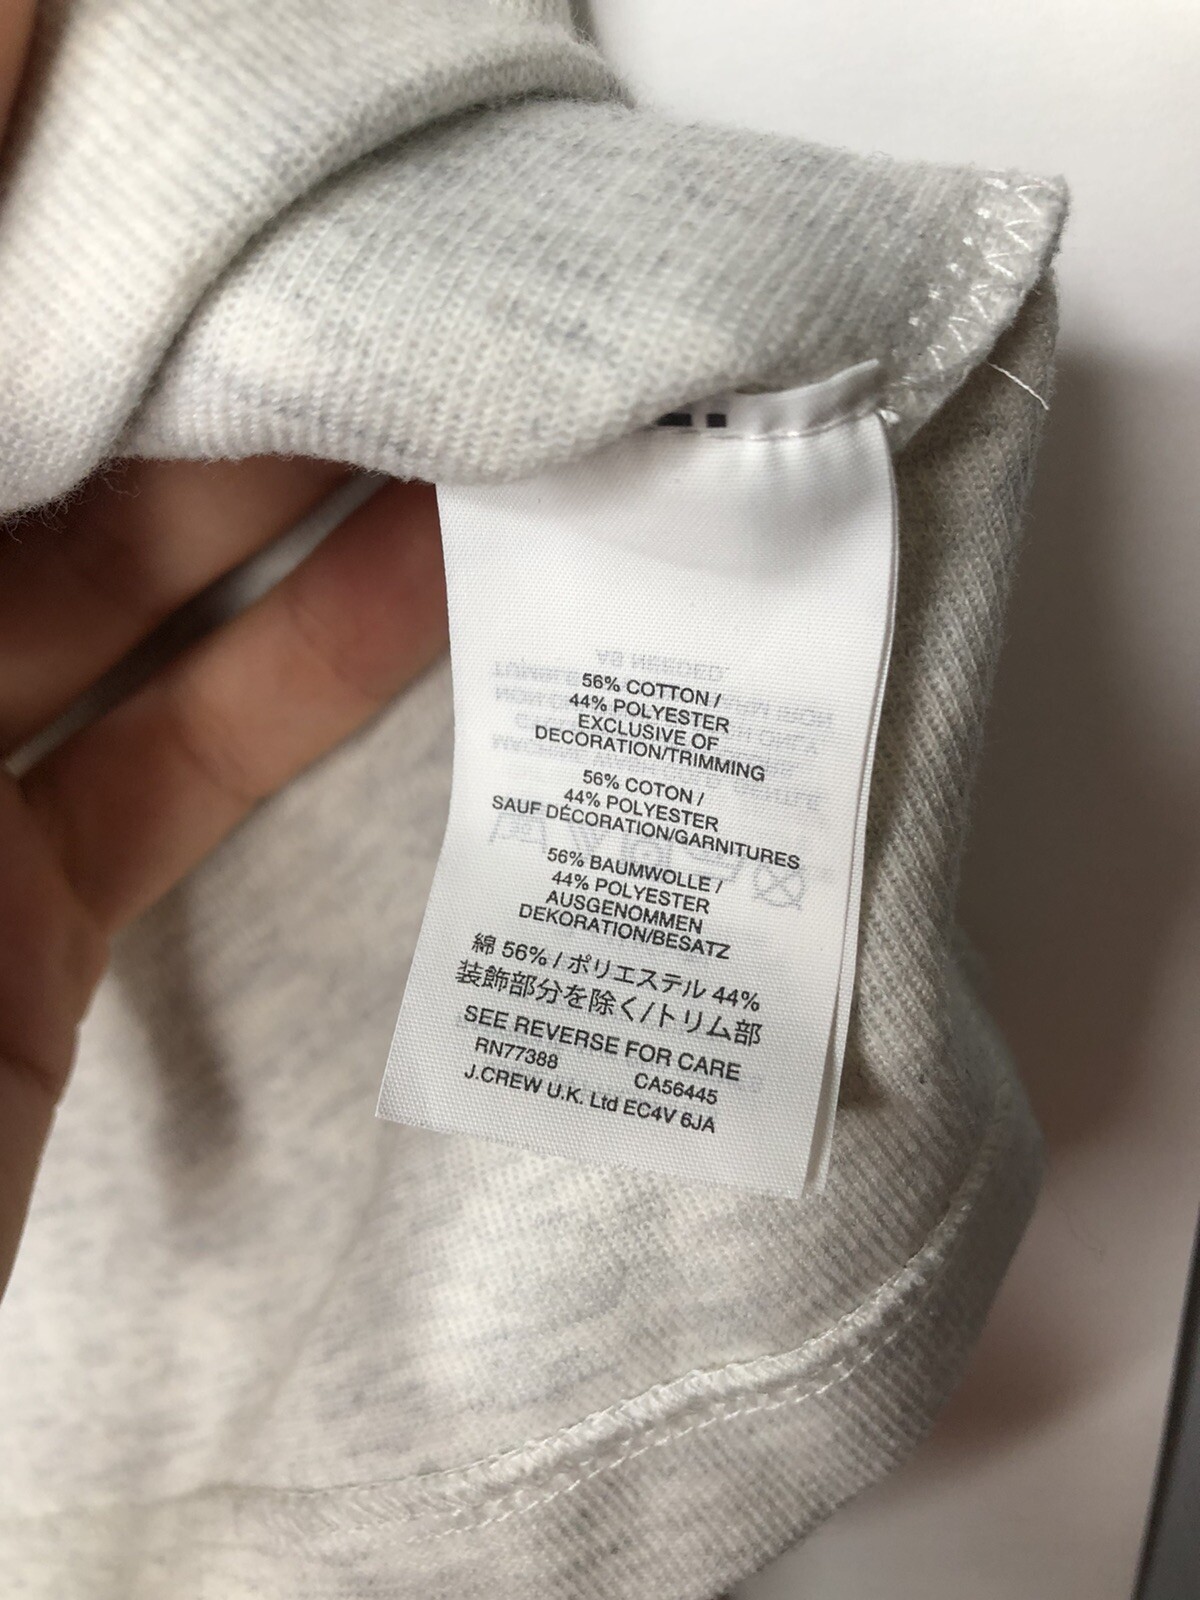 56% COTTON /
44% POLYESTER
EXCLUSIVE OF
DECORATION/TRIMMING
56% COTON /
44% POLYESTER
SAUF DÉCORATION/GARNITURES
56% BAUMWOLLE /
44% POLYESTER
AUSGENOMMEN
DEKORATION/BESATZ
綿 56% / ポリエステル 44%
装飾部分を除く/トリム部
SEE REVERSE FOR CARE
RN77388 CA56445
J.CREW U.K. Ltd EC4V 6JA
AS NEEDED.